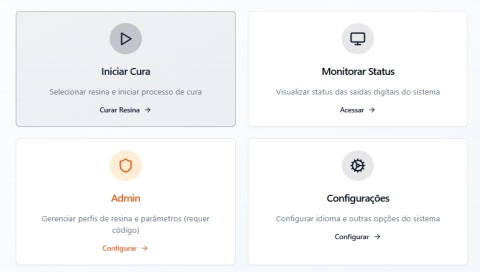 Iniciar Cura
Selecionar resina e iniciar processo de cura
Curar Resina →
Monitorar Status
Visualizar status das saídas digitais do sistema
Acessar →
Admin
Gerenciar perfis de resina e parâmetros (requer
código)
Configurar →
Configurações
Configurar idioma e outras opções do sistema
Configurar →